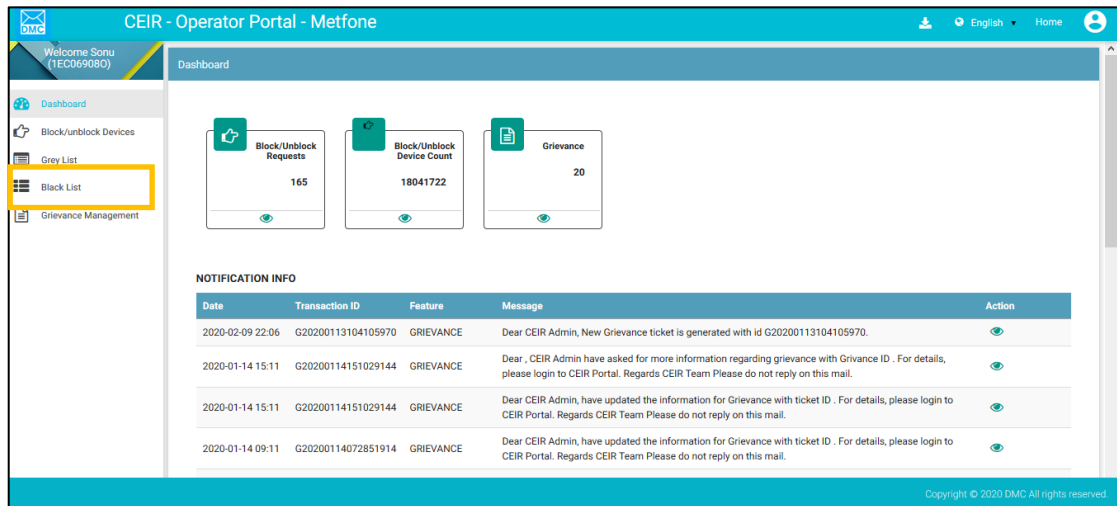 DMC
CEIR - Operator Portal - Metfone
English
Home
Welcome Sonu
(1EC06908O)
Dashboard
Dashboard
Block/unblock Devices
Grey List
Black List
Grievance Management
Block/Unblock
Requests
165
Block/Unblock
Device Count
18041722
Grievance
20
NOTIFICATION INFO
Date Transaction ID Feature Message Action
2020-02-09 22:06 G20200113104105970 GRIEVANCE Dear CEIR Admin, New Grievance ticket is generated with id G20200113104105970.
2020-01-14 15:11 G20200114151029144 GRIEVANCE Dear , CEIR Admin have asked for more information regarding grievance with Grivance ID . For details,
please login to CEIR Portal. Regards CEIR Team Please do not reply on this mail.
2020-01-14 15:11 G20200114151029144 GRIEVANCE Dear CEIR Admin, have updated the information for Grievance with ticket ID . For details, please login to
CEIR Portal. Regards CEIR Team Please do not reply on this mail.
2020-01-14 09:11 G20200114072851914 GRIEVANCE Dear CEIR Admin, have updated the information for Grievance with ticket ID . For details, please login to
CEIR Portal. Regards CEIR Team Please do not reply on this mail.
Copyright © 2020 DMC All rights reserved.